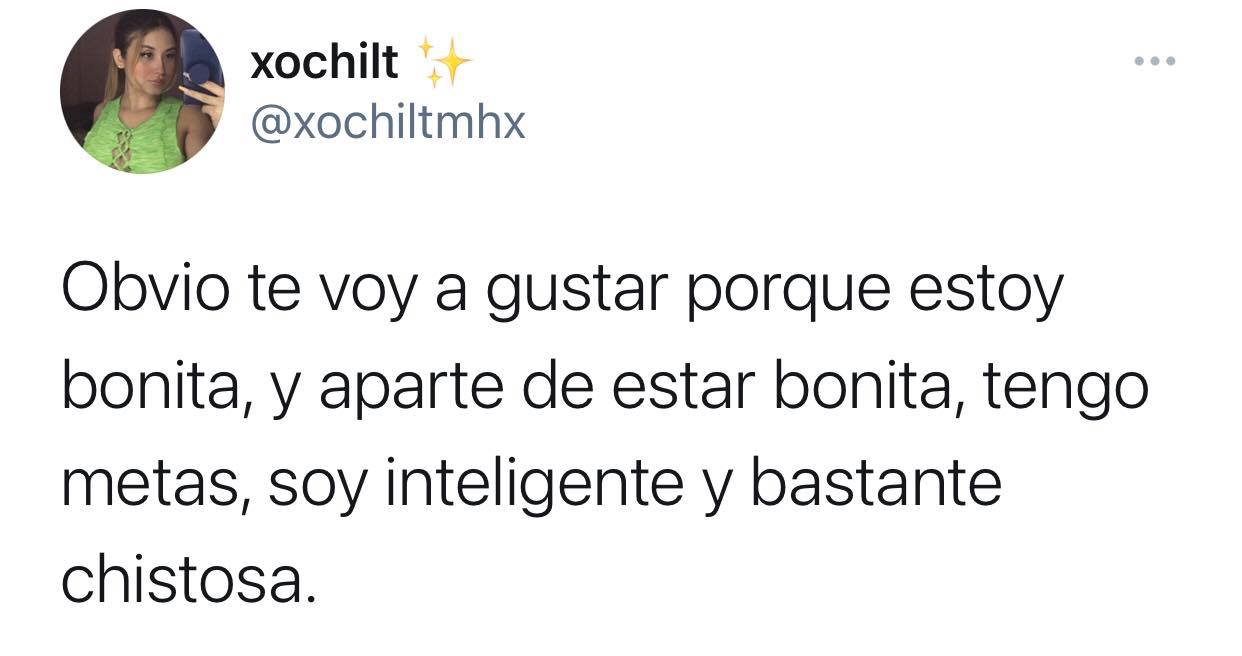 xochilt ✨
@xochiltmhx
Obvio te voy a gustar porque estoy
bonita, y aparte de estar bonita, tengo
metas, soy inteligente y bastante
chistosa.